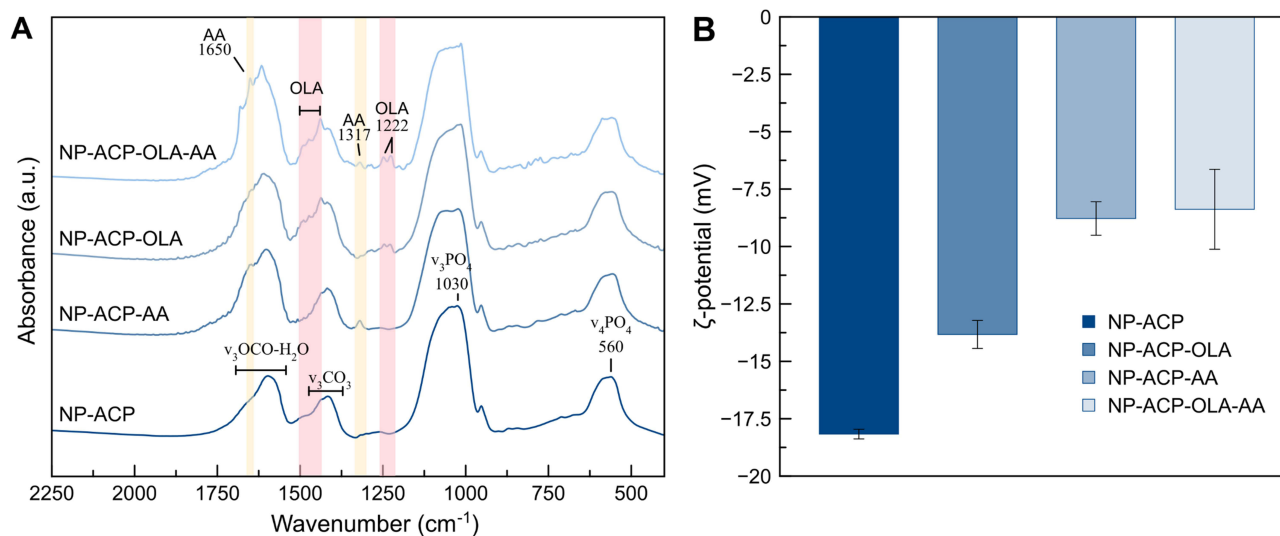 A
AA
1650
OLA
AA
1317
OLA
1222
NP-ACP-OLA-AA
NP-ACP-OLA
NP-ACP-AA
NP-ACP
v₃OCO-H₂O
v₃CO₃
v₃PO₄
1030
v₄PO₄
560
Absorbance (a.u.)
2250 2000 1750 1500 1250 1000 750 500
Wavenumber (cm⁻¹)
B
0
−2.5
−5
−7.5
−10
−12.5
−15
−17.5
−20
ζ-potential (mV)
NP-ACP
NP-ACP-OLA
NP-ACP-AA
NP-ACP-OLA-AA